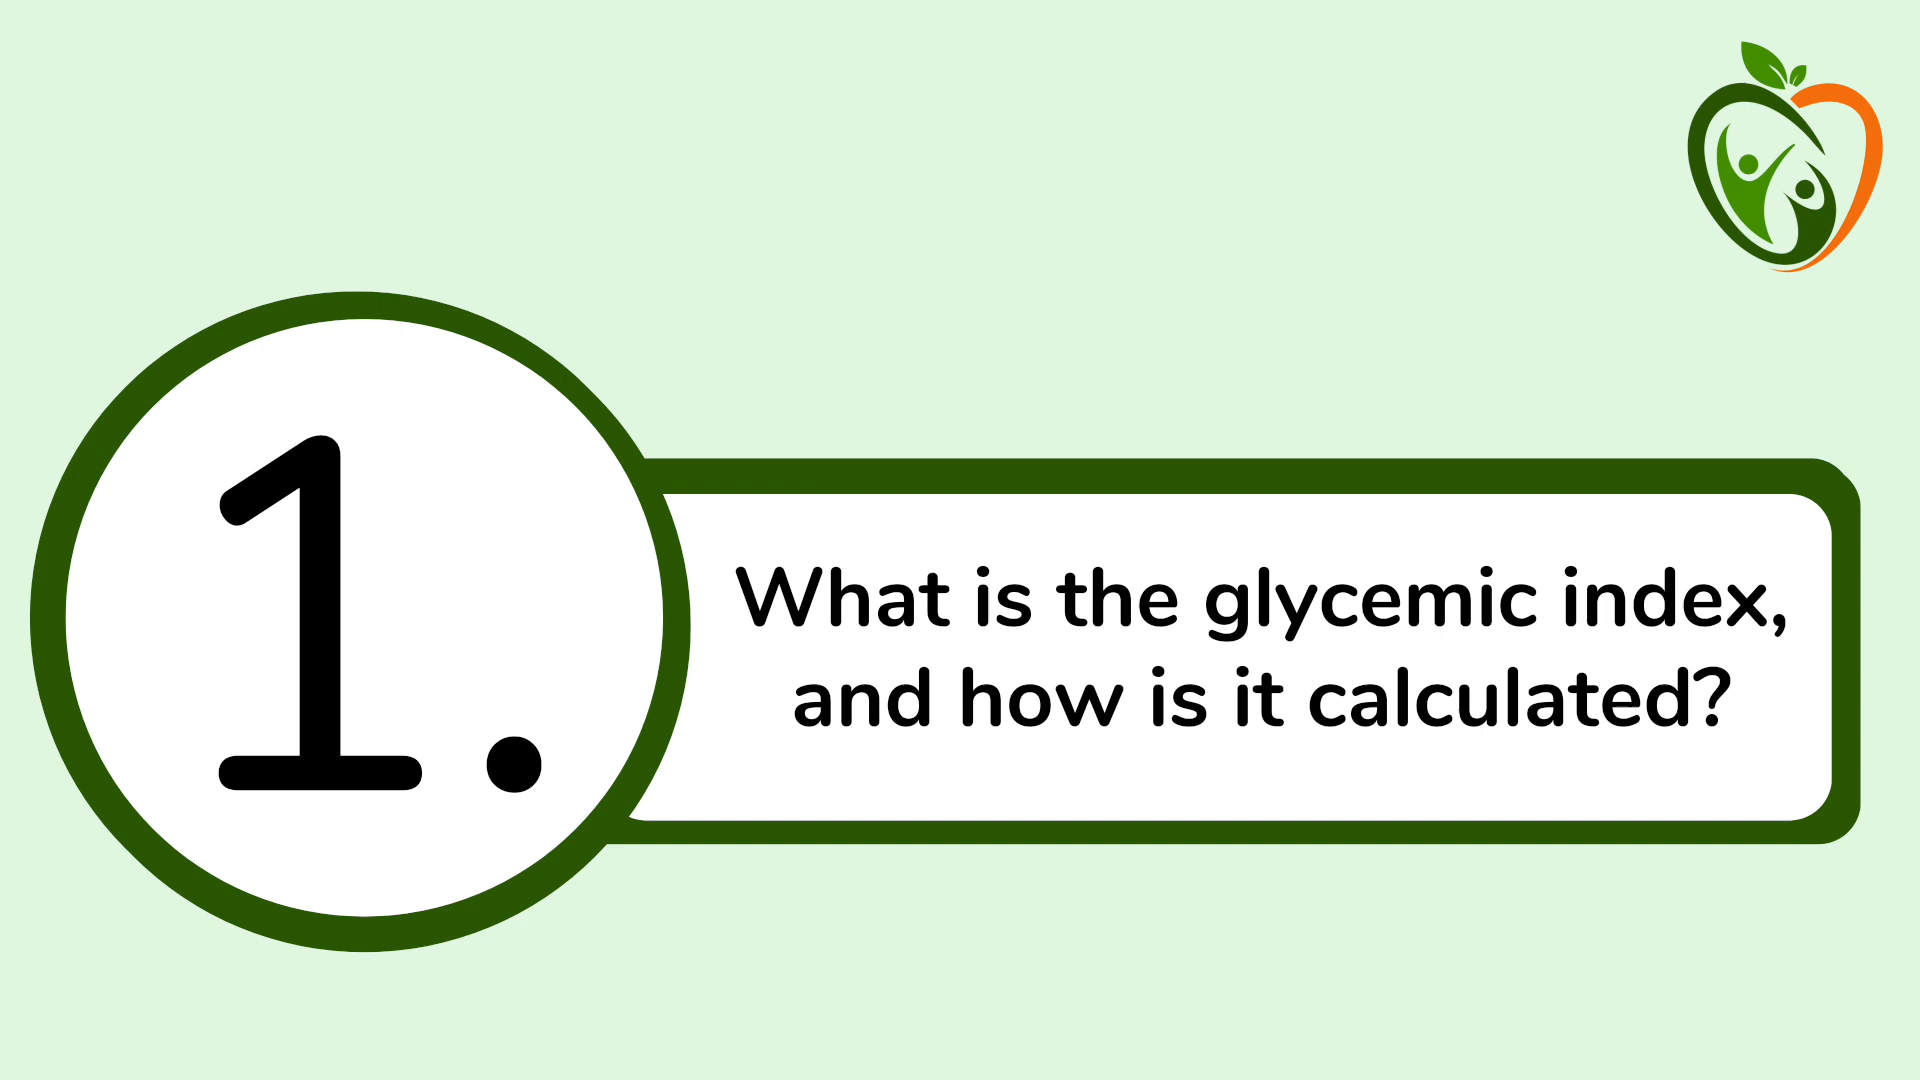 1.
What is the glycemic index,
and how is it calculated?